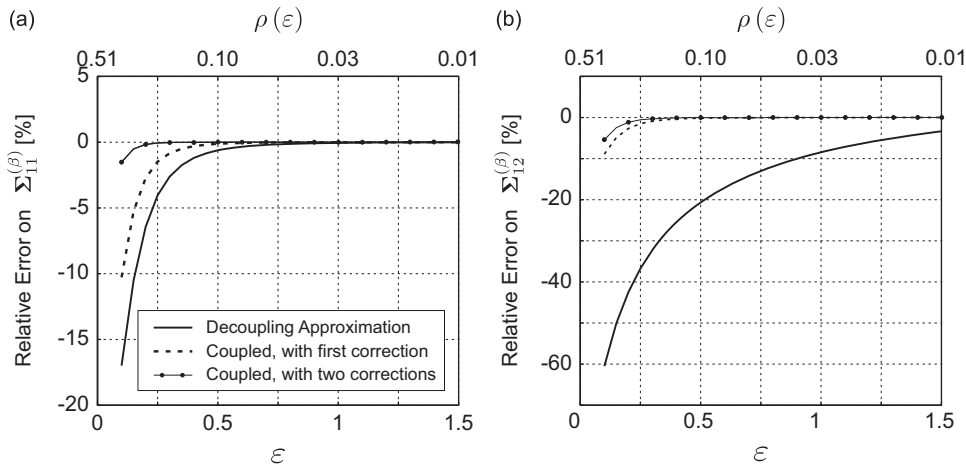 (a)
ρ (ε)
0.51 0.10 0.03 0.01
5
0
-5
-10
-15
-20
Relative Error on Σ₁₁^(β) [%]
Decoupling Approximation
Coupled, with first correction
Coupled, with two corrections
0 0.5 1 1.5
ε
(b)
ρ (ε)
0.51 0.10 0.03 0.01
0
-20
-40
-60
-70
Relative Error on Σ₁₂^(β) [%]
0 0.5 1 1.5
ε